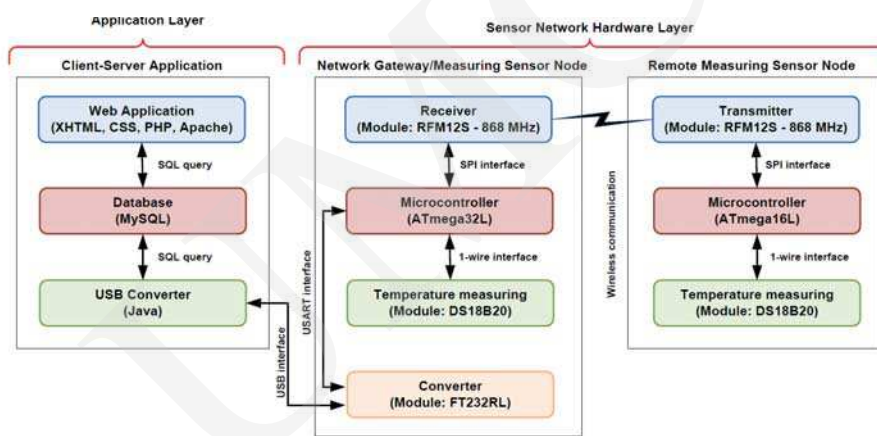 Application Layer
Sensor Network Hardware Layer
Client-Server Application
Network Gateway/Measuring Sensor Node
Remote Measuring Sensor Node
Web Application
(XHTML, CSS, PHP, Apache)
SQL query
Database
(MySQL)
SQL query
USB Converter
(Java)
USB interface
USART interface
Receiver
(Module: RFM12S - 868 MHz)
SPI interface
Microcontroller
(ATmega32L)
1-wire interface
Temperature measuring
(Module: DS18B20)
Converter
(Module: FT232RL)
Wireless communication
Transmitter
(Module: RFM12S - 868 MHz)
SPI interface
Microcontroller
(ATmega16L)
1-wire interface
Temperature measuring
(Module: DS18B20)